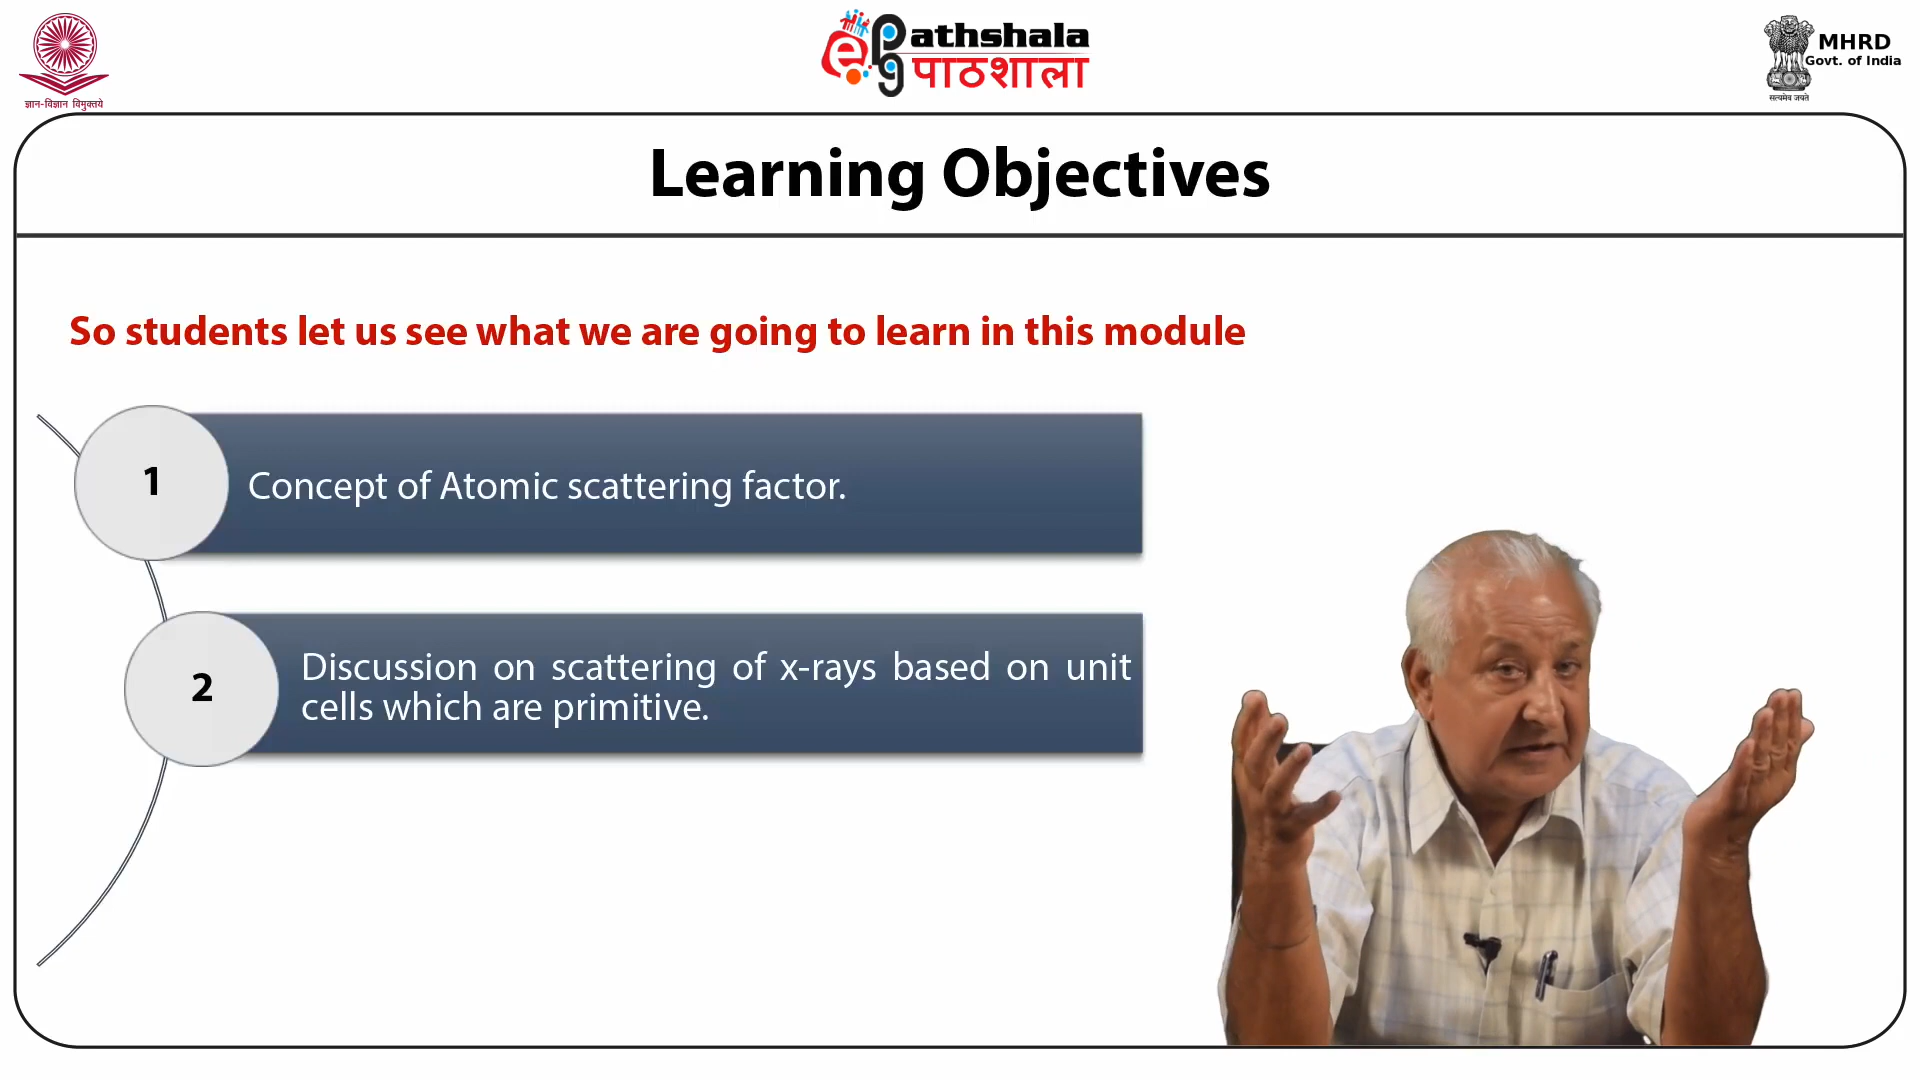 ज्ञान-विज्ञान विमुक्तये
ePathshala
पाठशाला
MHRD
Govt. of India
सत्यमेव जयते
Learning Objectives
So students let us see what we are going to learn in this module
1
Concept of Atomic scattering factor.
2
Discussion on scattering of x-rays based on unit
cells which are primitive.